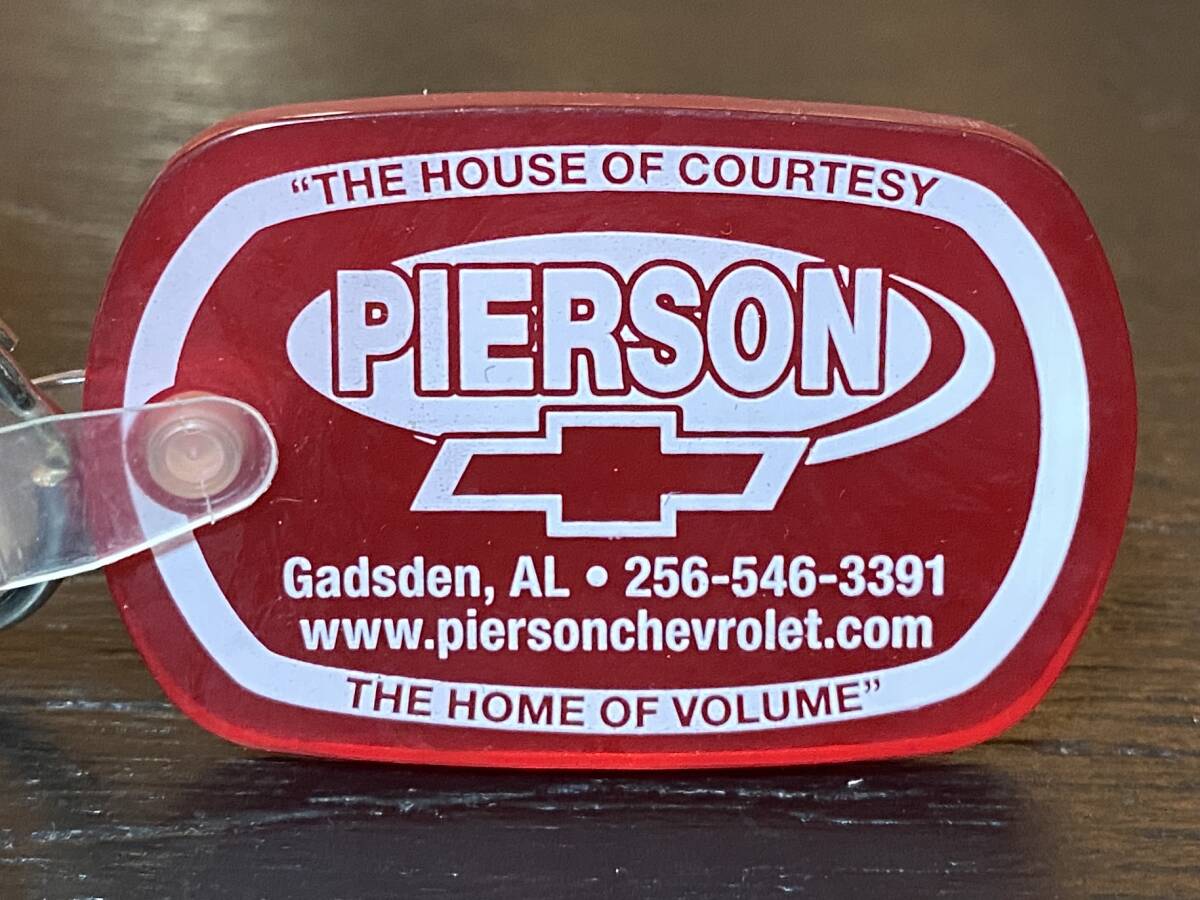 “THE HOUSE OF COURTESY
PIERSON
Gadsden, AL • 256-546-3391
www.piersonchevrolet.com
THE HOME OF VOLUME”